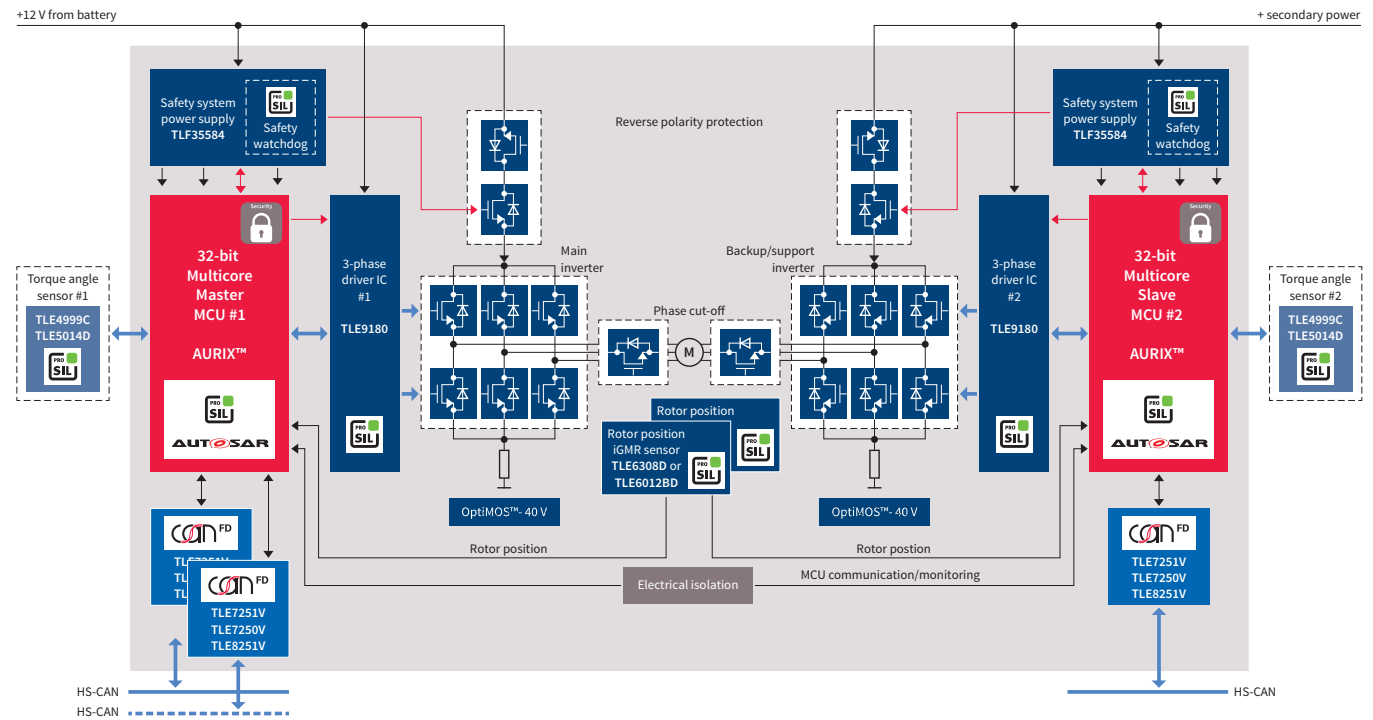 +12 V from battery
+ secondary power
Safety system
power supply
TLF35584
PRO
SIL
Safety
watchdog
Reverse polarity protection
Safety system
power supply
TLF35584
PRO
SIL
Safety
watchdog
Security
32-bit
Multicore
Master
MCU #1
AURIX™
PRO
SIL
AUTOSAR
3-phase
driver IC
#1
TLE9180
PRO
SIL
Main
inverter
Backup/support
inverter
Phase cut-off
M
3-phase
driver IC
#2
TLE9180
PRO
SIL
Security
32-bit
Multicore
Slave
MCU #2
AURIX™
PRO
SIL
AUTOSAR
Torque angle
sensor #1
TLE4999C
TLE5014D
PRO
SIL
Torque angle
sensor #2
TLE4999C
TLE5014D
PRO
SIL
Rotor position
PRO
SIL
Rotor position
iGMR sensor
TLE6308D or
TLE6012BD
PRO
SIL
OptiMOS™- 40 V
OptiMOS™- 40 V
Rotor position
Rotor postion
Electrical isolation
MCU communication/monitoring
CAN FD
TLE7251V
CAN FD
TLE7251V
TLE7250V
TLE8251V
CAN FD
TLE7251V
TLE7250V
TLE8251V
HS-CAN
HS-CAN
HS-CAN